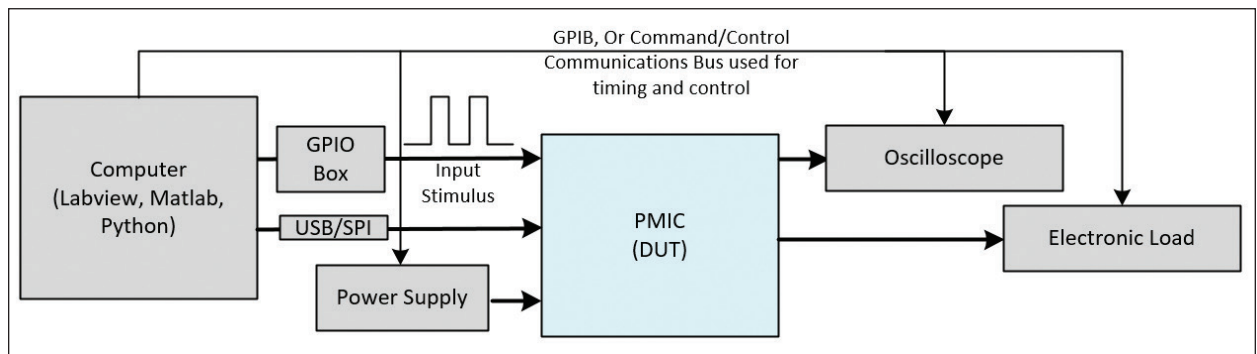 GPIB, Or Command/Control
Communications Bus used for
timing and control
Computer
(Labview, Matlab,
Python)
GPIO
Box
Input
Stimulus
USB/SPI
Power Supply
PMIC
(DUT)
Oscilloscope
Electronic Load